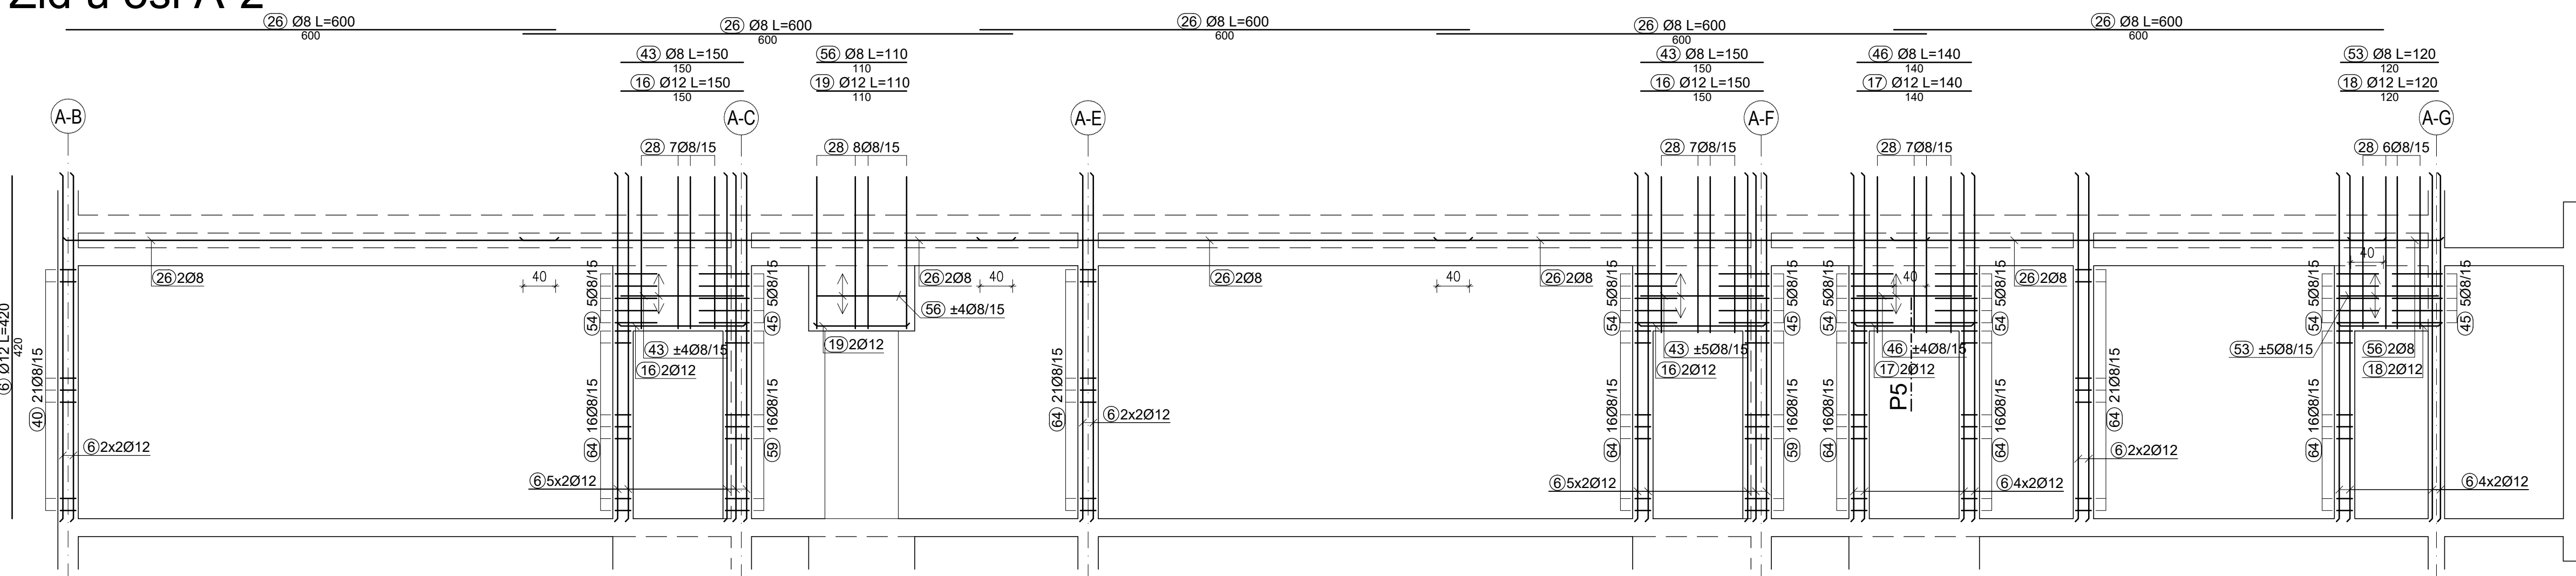 Zid u osi A-2
26 Ø8 L=600
600
26 Ø8 L=600
600
26 Ø8 L=600
600
26 Ø8 L=600
600
26 Ø8 L=600
600
43 Ø8 L=150
150
56 Ø8 L=110
110
43 Ø8 L=150
150
46 Ø8 L=140
140
53 Ø8 L=120
120
16 Ø12 L=150
150
19 Ø12 L=110
110
16 Ø12 L=150
150
17 Ø12 L=140
140
18 Ø12 L=120
120
A-B
A-C
A-E
A-F
A-G
28 7Ø8/15
28 8Ø8/15
28 7Ø8/15
28 7Ø8/15
28 6Ø8/15
6 Ø12 L=420
420
40 21Ø8/15
26 2Ø8
40
54 5Ø8/15
45 5Ø8/15
26 2Ø8
40
56 ±4Ø8/15
19 2Ø12
43 ±4Ø8/15
16 2Ø12
64 16Ø8/15
59 16Ø8/15
6 2x2Ø12
6 5x2Ø12
64 21Ø8/15
6 2x2Ø12
26 2Ø8
40
26 2Ø8
54 5Ø8/15
45 5Ø8/15
43 ±5Ø8/15
16 2Ø12
64 16Ø8/15
59 16Ø8/15
6 5x2Ø12
54 5Ø8/15
40
54 5Ø8/15
26 2Ø8
46 ±4Ø8/15
17 2Ø12
P5
64 16Ø8/15
64 16Ø8/15
6 4x2Ø12
64 21Ø8/15
6 2x2Ø12
40
54 5Ø8/15
45 5Ø8/15
53 ±5Ø8/15
56 2Ø8
18 2Ø12
64 16Ø8/15
6 4x2Ø12